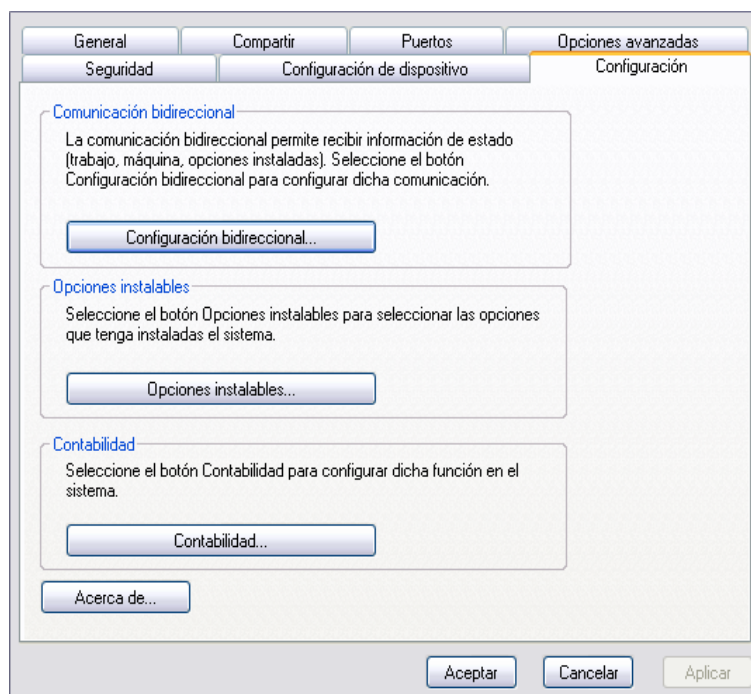 General
Compartir
Puertos
Opciones avanzadas
Seguridad
Configuración de dispositivo
Configuración
Comunicación bidireccional
La comunicación bidireccional permite recibir información de estado
(trabajo, máquina, opciones instaladas). Seleccione el botón
Configuración bidireccional para configurar dicha comunicación.
Configuración bidireccional...
Opciones instalables
Seleccione el botón Opciones instalables para seleccionar las opciones
que tenga instaladas el sistema.
Opciones instalables...
Contabilidad
Seleccione el botón Contabilidad para configurar dicha función en el
sistema.
Contabilidad...
Acerca de...
Aceptar
Cancelar
Aplicar